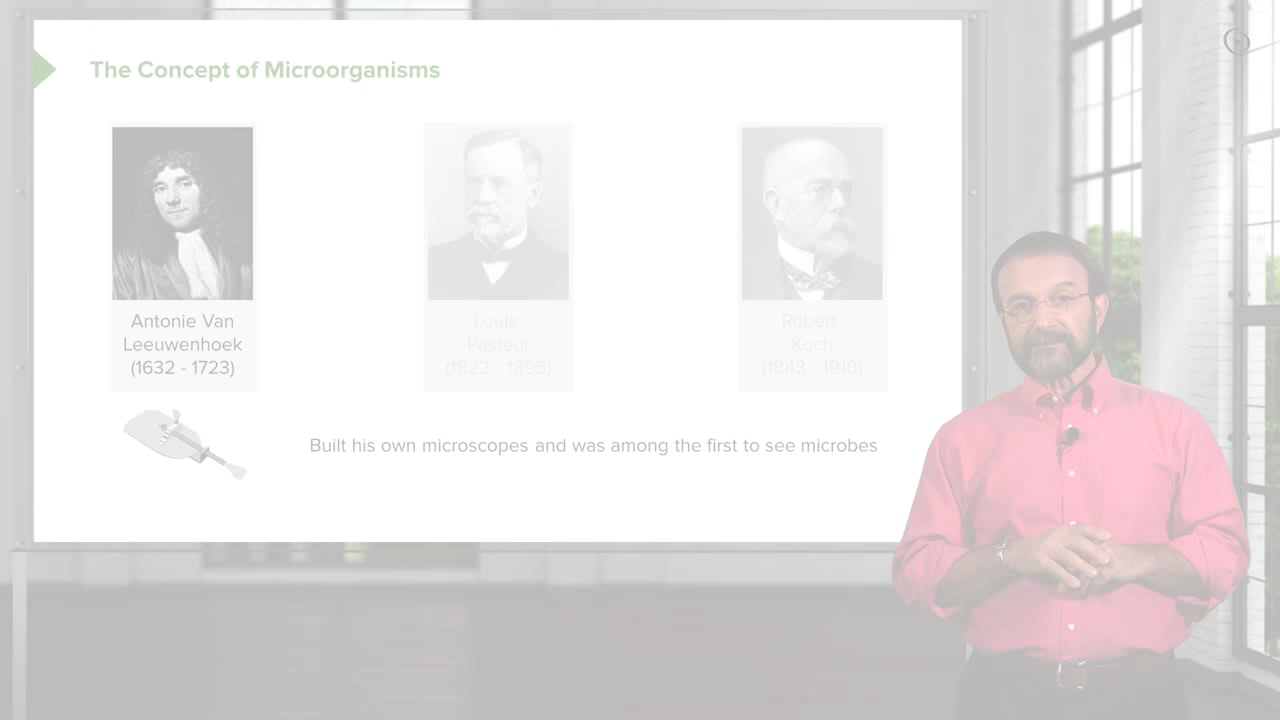 The Concept of Microorganisms
Antonie Van
Leeuwenhoek
(1632 - 1723)
Louis
Pasteur
(1822 - 1895)
Robert
Koch
(1843 - 1910)
Built his own microscopes and was among the first to see microbes